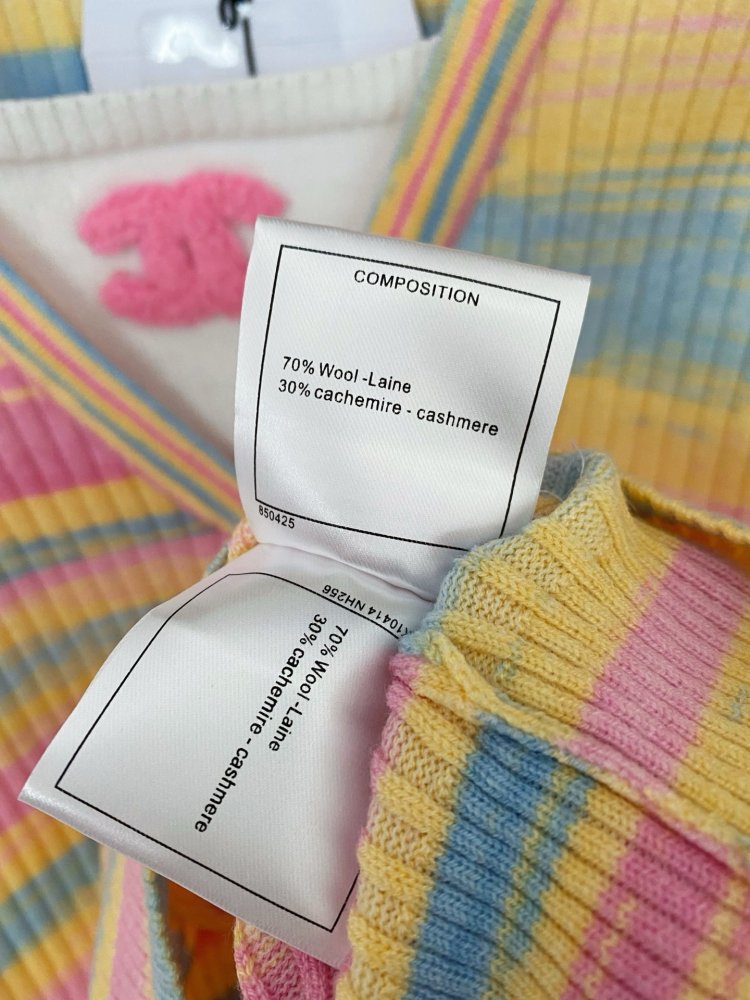 COMPOSITION
70% Wool -Laine
30% cachemire - cashmere
850425
10414 NH256
70% Wool -Laine
30% cachemire - cashmere